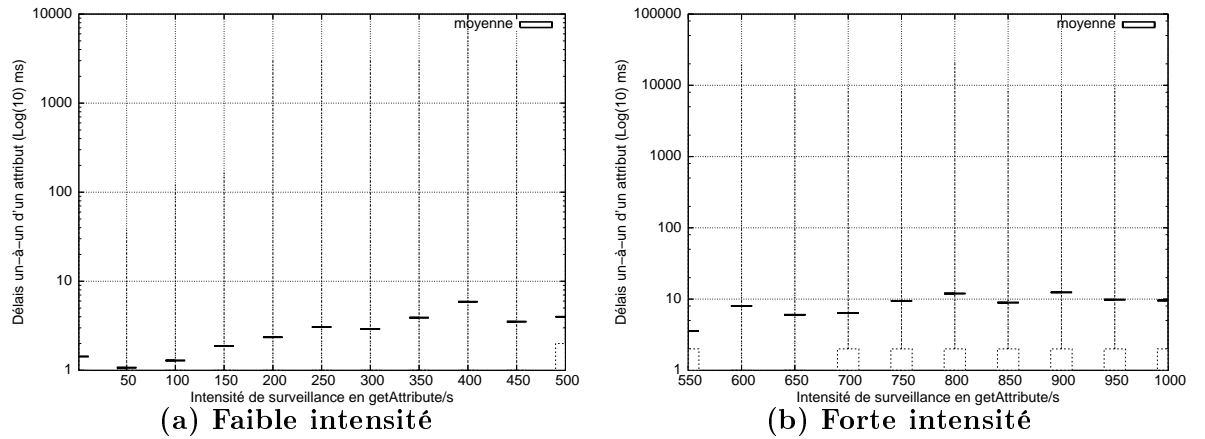 10000
1000
100
10
1
Délais un-à-un d'un attribut (Log(10) ms)
moyenne
50 100 150 200 250 300 350 400 450 500
Intensité de surveillance en getAttribute/s
(a) Faible intensité
100000
10000
1000
100
10
1
Délais un-à-un d'un attribut (Log(10) ms)
moyenne
550 600 650 700 750 800 850 900 950 1000
Intensité de surveillance en getAttribute/s
(b) Forte intensité